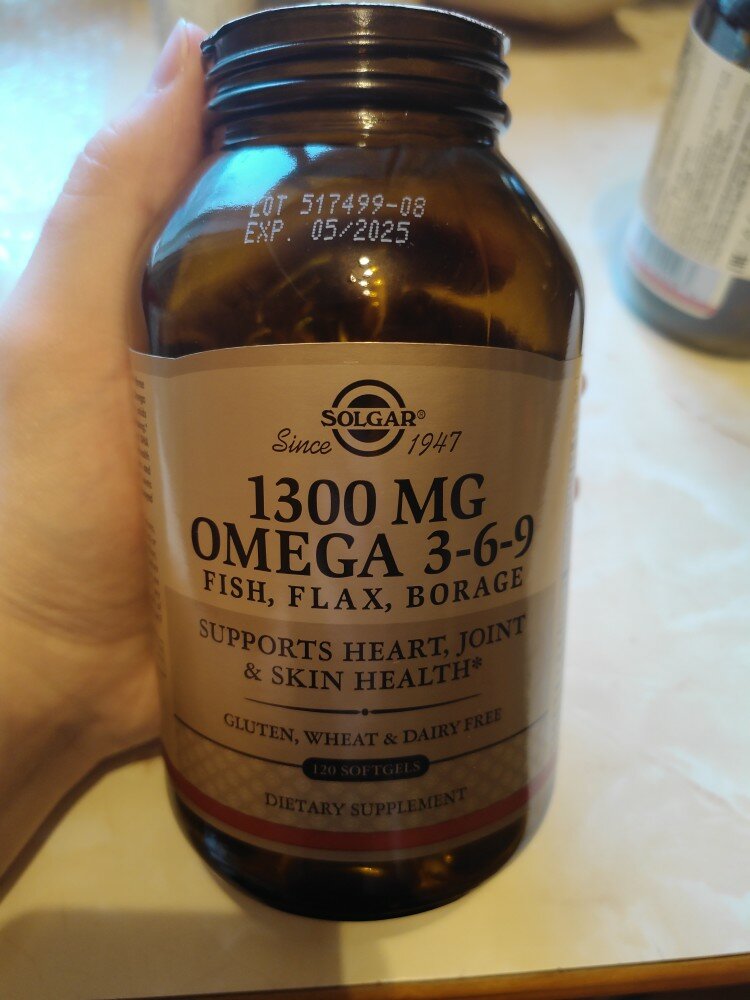 LOT 517499-08
EXP. 05/2025
SOLGAR®
Since 1947
1300 MG
OMEGA 3-6-9
FISH, FLAX, BORAGE
SUPPORTS HEART, JOINT
& SKIN HEALTH*
GLUTEN, WHEAT & DAIRY FREE
120 SOFTGELS
DIETARY SUPPLEMENT